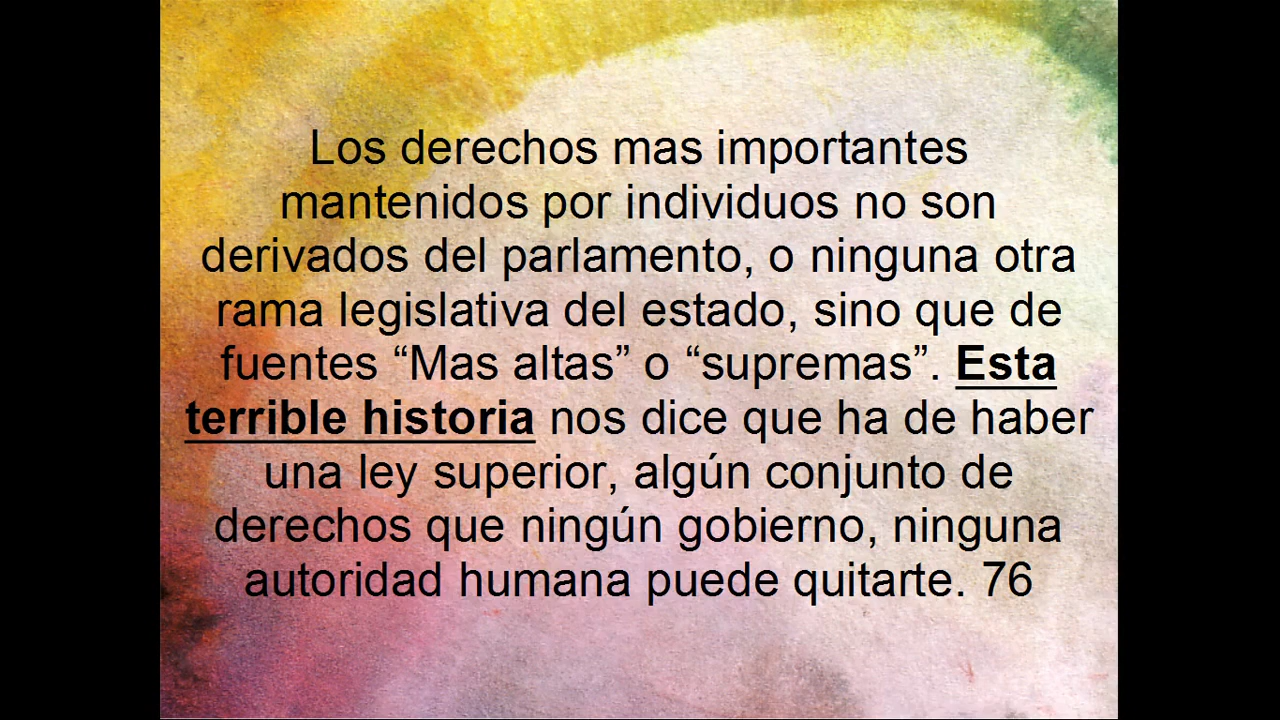 Los derechos mas importantes
mantenidos por individuos no son
derivados del parlamento, o ninguna otra
rama legislativa del estado, sino que de
fuentes “Mas altas” o “supremas”. Esta
terrible historia nos dice que ha de haber
una ley superior, algún conjunto de
derechos que ningún gobierno, ninguna
autoridad humana puede quitarte. 76